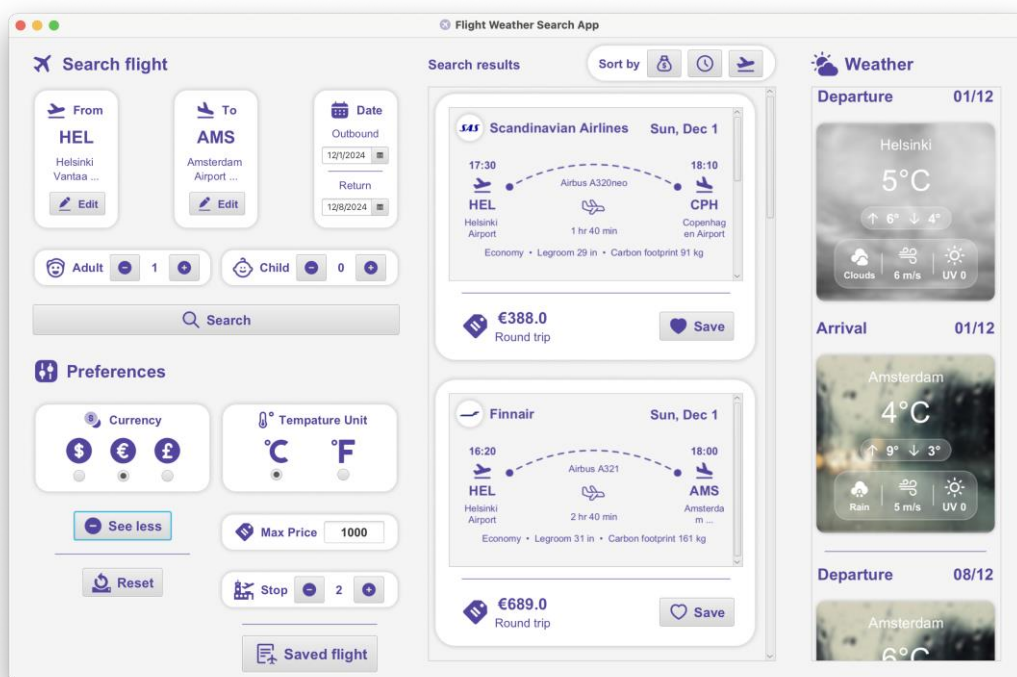 Flight Weather Search App
Search flight
From
HEL
Helsinki
Vantaa ...
Edit
To
AMS
Amsterdam
Airport ...
Edit
Date
Outbound
12/1/2024
Return
12/8/2024
Adult
1
Child
0
Search
Preferences
Currency
$ € £
Tempature Unit
°C °F
See less
Reset
Max Price 1000
Stop 2
Saved flight
Search results
Sort by
SAS Scandinavian Airlines Sun, Dec 1
17:30 18:10
Airbus A320neo
HEL CPH
Helsinki Copenhag
Airport en Airport
1 hr 40 min
Economy • Legroom 29 in • Carbon footprint 91 kg
€388.0
Round trip
Save
Finnair Sun, Dec 1
16:20 18:00
Airbus A321
HEL AMS
Helsinki Amsterda
Airport m ...
2 hr 40 min
Economy • Legroom 31 in • Carbon footprint 161 kg
€689.0
Round trip
Save
Weather
Departure 01/12
Helsinki
5°C
↑ 6° ↓ 4°
Clouds 6 m/s UV 0
Arrival 01/12
Amsterdam
4°C
↑ 9° ↓ 3°
Rain 5 m/s UV 0
Departure 08/12
Amsterdam
6°C